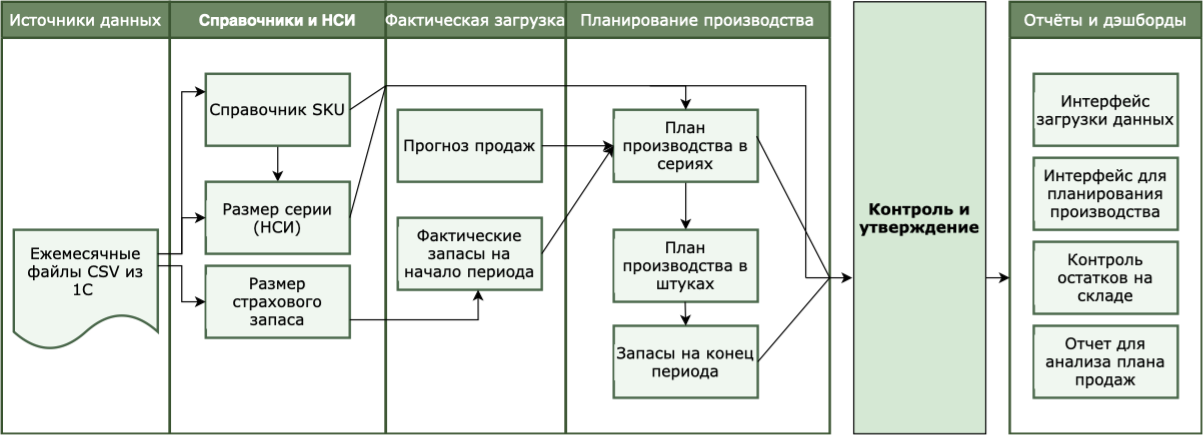 Источники данных
Справочники и НСИ
Фактическая загрузка
Планирование производства
Отчёты и дэшборды
Ежемесячные
файлы CSV из
1С
Справочник SKU
Размер серии
(НСИ)
Размер
страхового
запаса
Прогноз продаж
Фактические
запасы на
начало периода
План
производства в
сериях
План
производства в
штуках
Запасы на конец
периода
Контроль и
утверждение
Интерфейс
загрузки данных
Интерфейс для
планирования
производства
Контроль
остатков на
складе
Отчет для
анализа плана
продаж